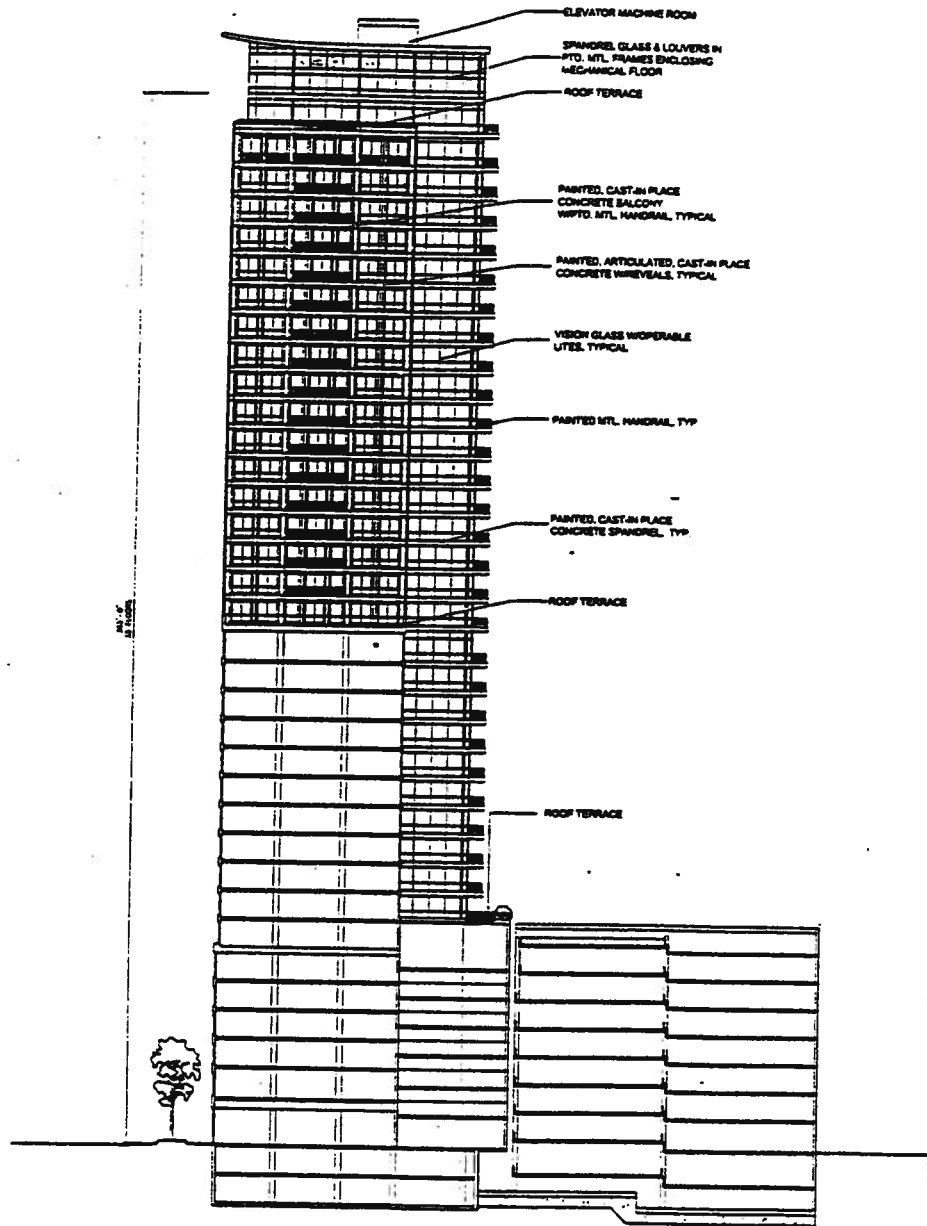 ELEVATOR MACHINE ROOM
SPANDREL GLASS & LOUVERS IN
PTD. MTL. FRAMES ENCLOSING
MECHANICAL FLOOR
ROOF TERRACE
PAINTED, CAST-IN PLACE
CONCRETE BALCONY
W/PTD. MTL. HANDRAIL, TYPICAL
PAINTED, ARTICULATED, CAST-IN PLACE
CONCRETE W/REVEALS, TYPICAL
VISION GLASS W/OPERABLE
LITES, TYPICAL
PAINTED MTL. HANDRAIL, TYP
PAINTED, CAST-IN PLACE
CONCRETE SPANDREL, TYP.
ROOF TERRACE
ROOF TERRACE